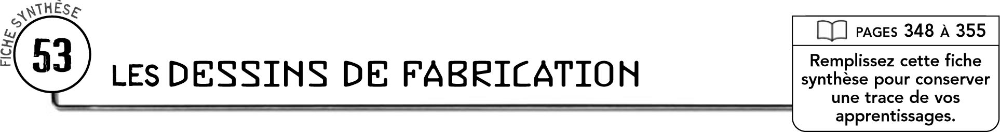 FICHE SYNTHÈSE
53
LES DESSINS DE FABRICATION
PAGES 348 À 355
Remplissez cette fiche
synthèse pour conserver
une trace de vos
apprentissages.